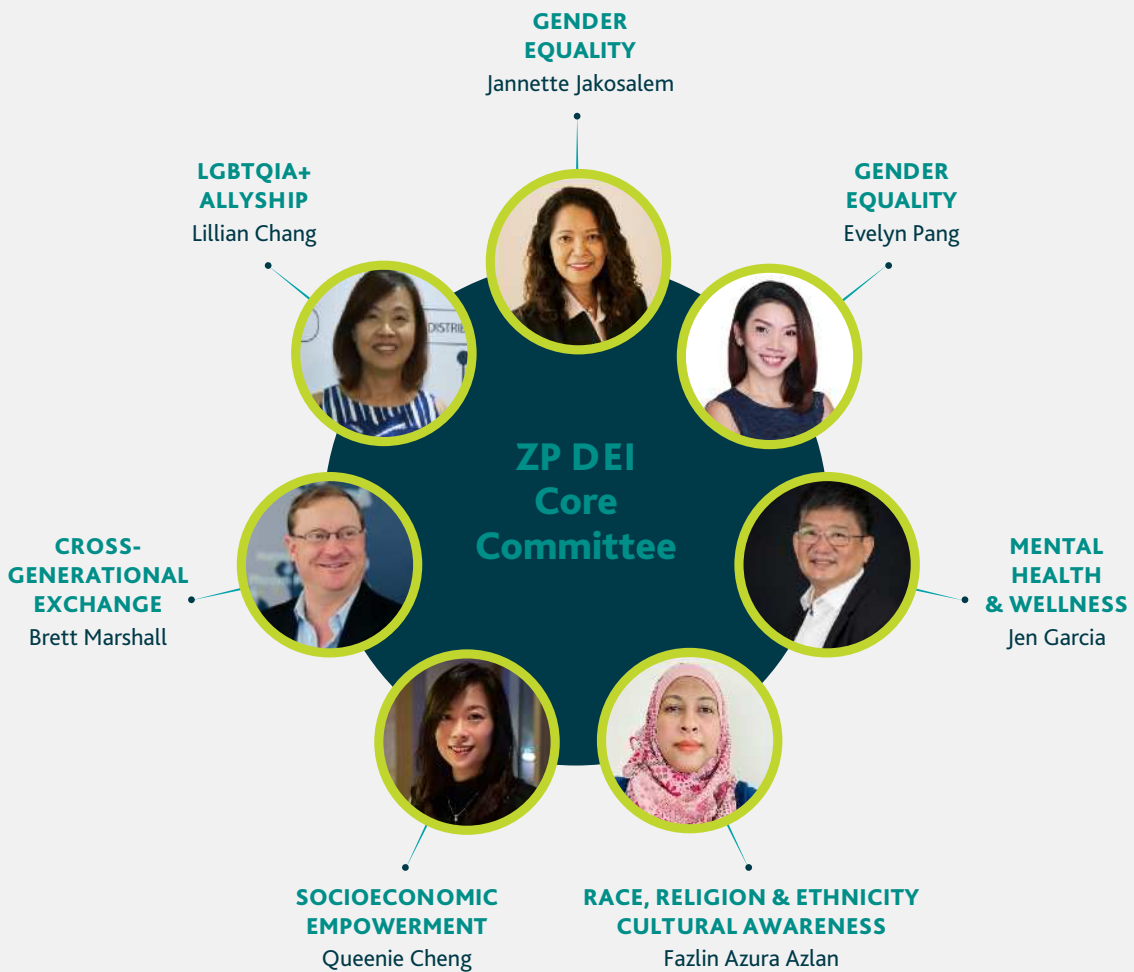 GENDER
EQUALITY
Jannette Jakosalem
LGBTQIA+
ALLYSHIP
Lillian Chang
GENDER
EQUALITY
Evelyn Pang
ZP DEI
Core
Committee
CROSS-
GENERATIONAL
EXCHANGE
Brett Marshall
MENTAL
HEALTH
& WELLNESS
Jen Garcia
SOCIOECONOMIC
EMPOWERMENT
Queenie Cheng
RACE, RELIGION & ETHNICITY
CULTURAL AWARENESS
Fazlin Azura Azlan